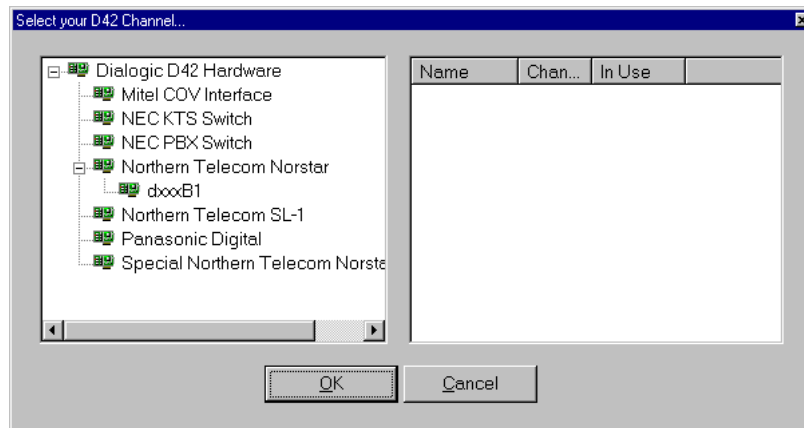 Select your D42 Channel...
Dialogic D42 Hardware
Mitel COV Interface
NEC KTS Switch
NEC PBX Switch
Northern Telecom Norstar
dxxxB1
Northern Telecom SL-1
Panasonic Digital
Special Northern Telecom Norsta
Name Chan... In Use
OK Cancel